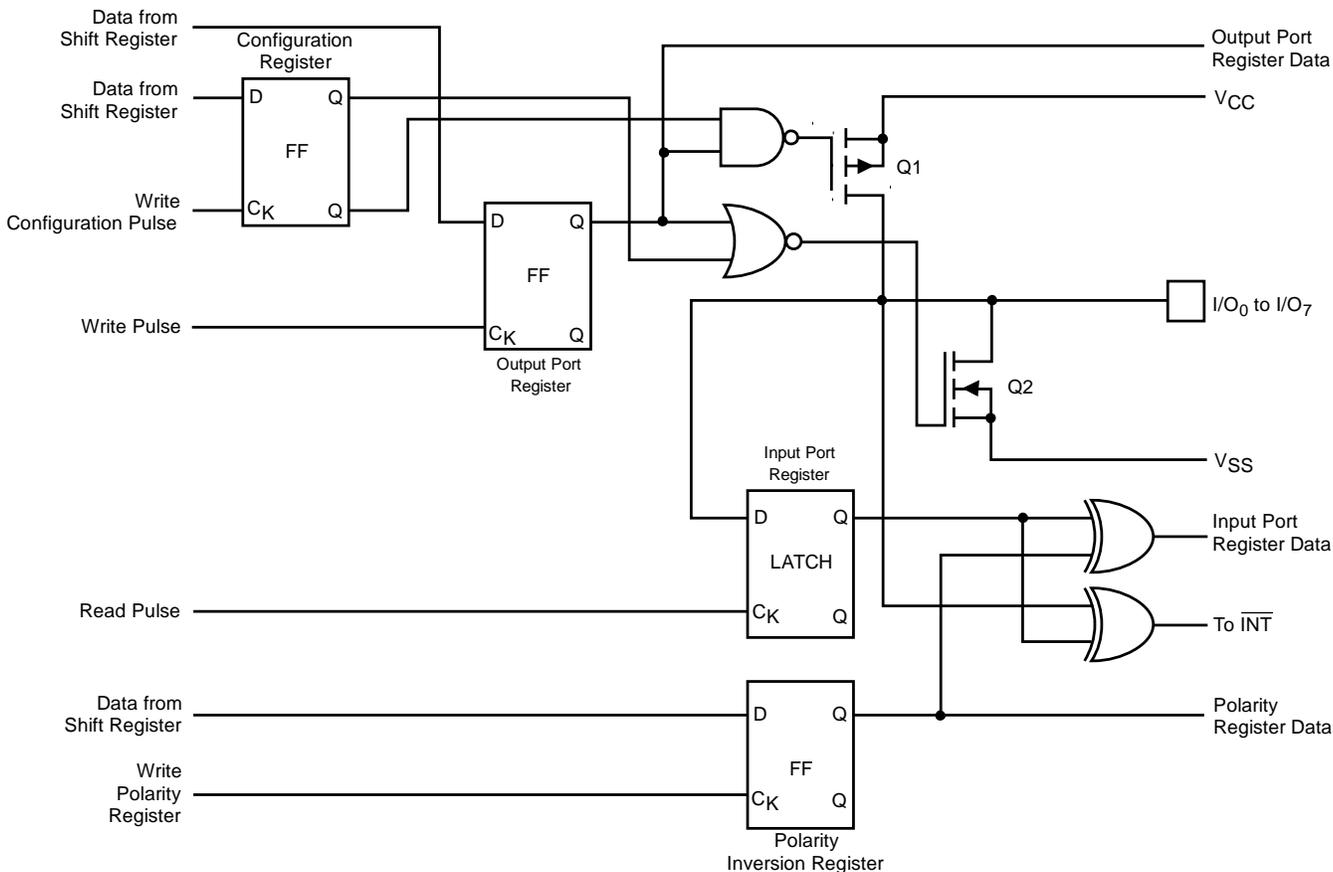 Data from
Shift Register
Configuration
Register
Output Port
Register Data
Data from
Shift Register
D
Q
FF
VCC
Q1
Write
Configuration Pulse
CK
Q
D
Q
FF
I/O0 to I/O7
Write Pulse
CK
Q
Output Port
Register
Q2
Input Port
Register
VSS
D
Q
LATCH
Input Port
Register Data
Read Pulse
CK
Q
To INT
Data from
Shift Register
D
Q
Polarity
Register Data
Write
Polarity
Register
FF
CK
Q
Polarity
Inversion Register